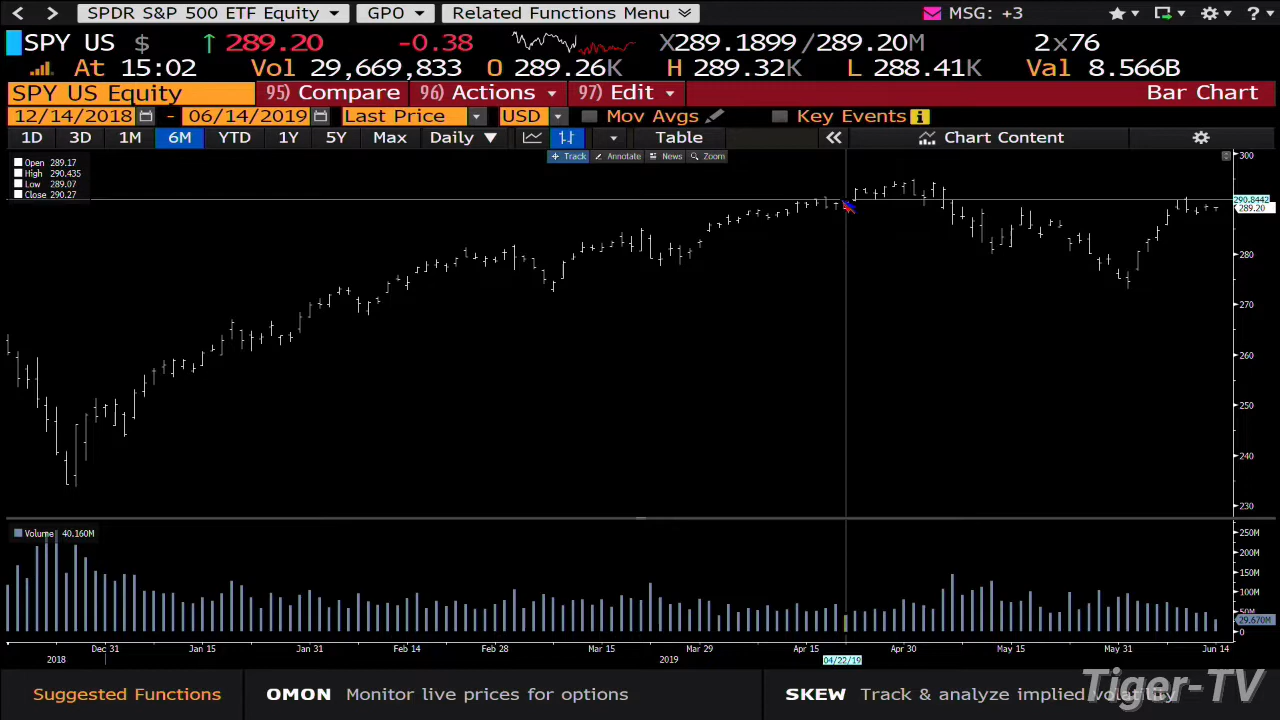 SPDR S&P 500 ETF Equity GPO Related Functions Menu MSG: +3 ?
SPY US $ ↑ 289.20 -0.38 X289.1899/289.20M 2x76
At 15:02 Vol 29,669,833 O 289.26K H 289.32K L 288.41K Val 8.566B
SPY US Equity 95) Compare 96) Actions 97) Edit Bar Chart
12/14/2018 - 06/14/2019 Last Price USD Mov Avgs Key Events i
1D 3D 1M 6M YTD 1Y 5Y Max Daily ▼ Table « Chart Content
Track Annotate News Zoom
Open 289.17
High 290.435
Low 289.07
Close 290.27
300
290.8442
289.20
280
270
260
250
240
230
Volume 40.160M
250M
200M
150M
100M
50M
29.670M
0
Dec 31 Jan 15 Jan 31 Feb 14 Feb 28 Mar 15 Mar 29 Apr 15 Apr 30 May 15 May 31 Jun 14
2018 2019 04/22/19
Suggested Functions OMON Monitor live prices for options SKEW Track & analyze implied volatility
Tiger-TV